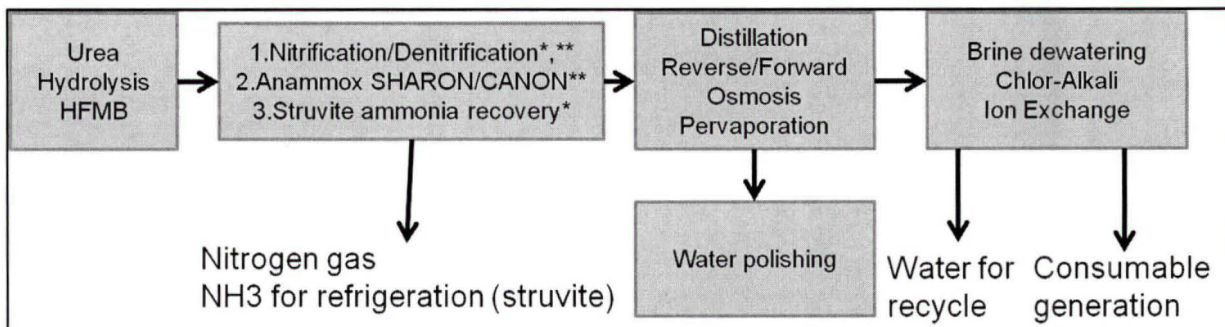 Urea
Hydrolysis
HFMB
1.Nitrification/Denitrification*,**
2.Anammox SHARON/CANON**
3.Struvite ammonia recovery*
Distillation
Reverse/Forward
Osmosis
Pervaporation
Brine dewatering
Chlor-Alkali
Ion Exchange
Nitrogen gas
NH3 for refrigeration (struvite)
Water polishing
Water for
recycle
Consumable
generation